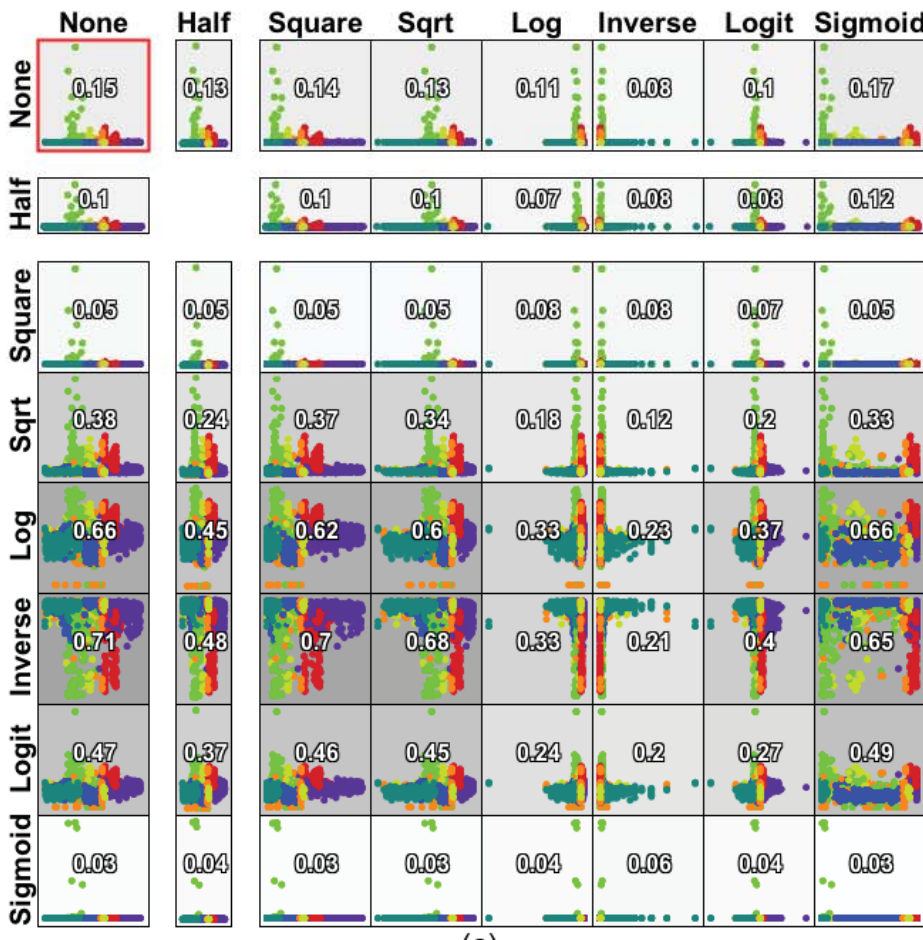 None Half Square Sqrt Log Inverse Logit Sigmoid
None 0.15 0.13 0.14 0.13 0.11 0.08 0.1 0.17
Half 0.1 0.1 0.1 0.07 0.08 0.08 0.12
Square 0.05 0.05 0.05 0.05 0.08 0.08 0.07 0.05
Sqrt 0.38 0.24 0.37 0.34 0.18 0.12 0.2 0.33
Log 0.66 0.45 0.62 0.6 0.33 0.23 0.37 0.66
Inverse 0.71 0.48 0.7 0.68 0.33 0.21 0.4 0.65
Logit 0.47 0.37 0.46 0.45 0.24 0.2 0.27 0.49
Sigmoid 0.03 0.04 0.03 0.03 0.04 0.06 0.04 0.03